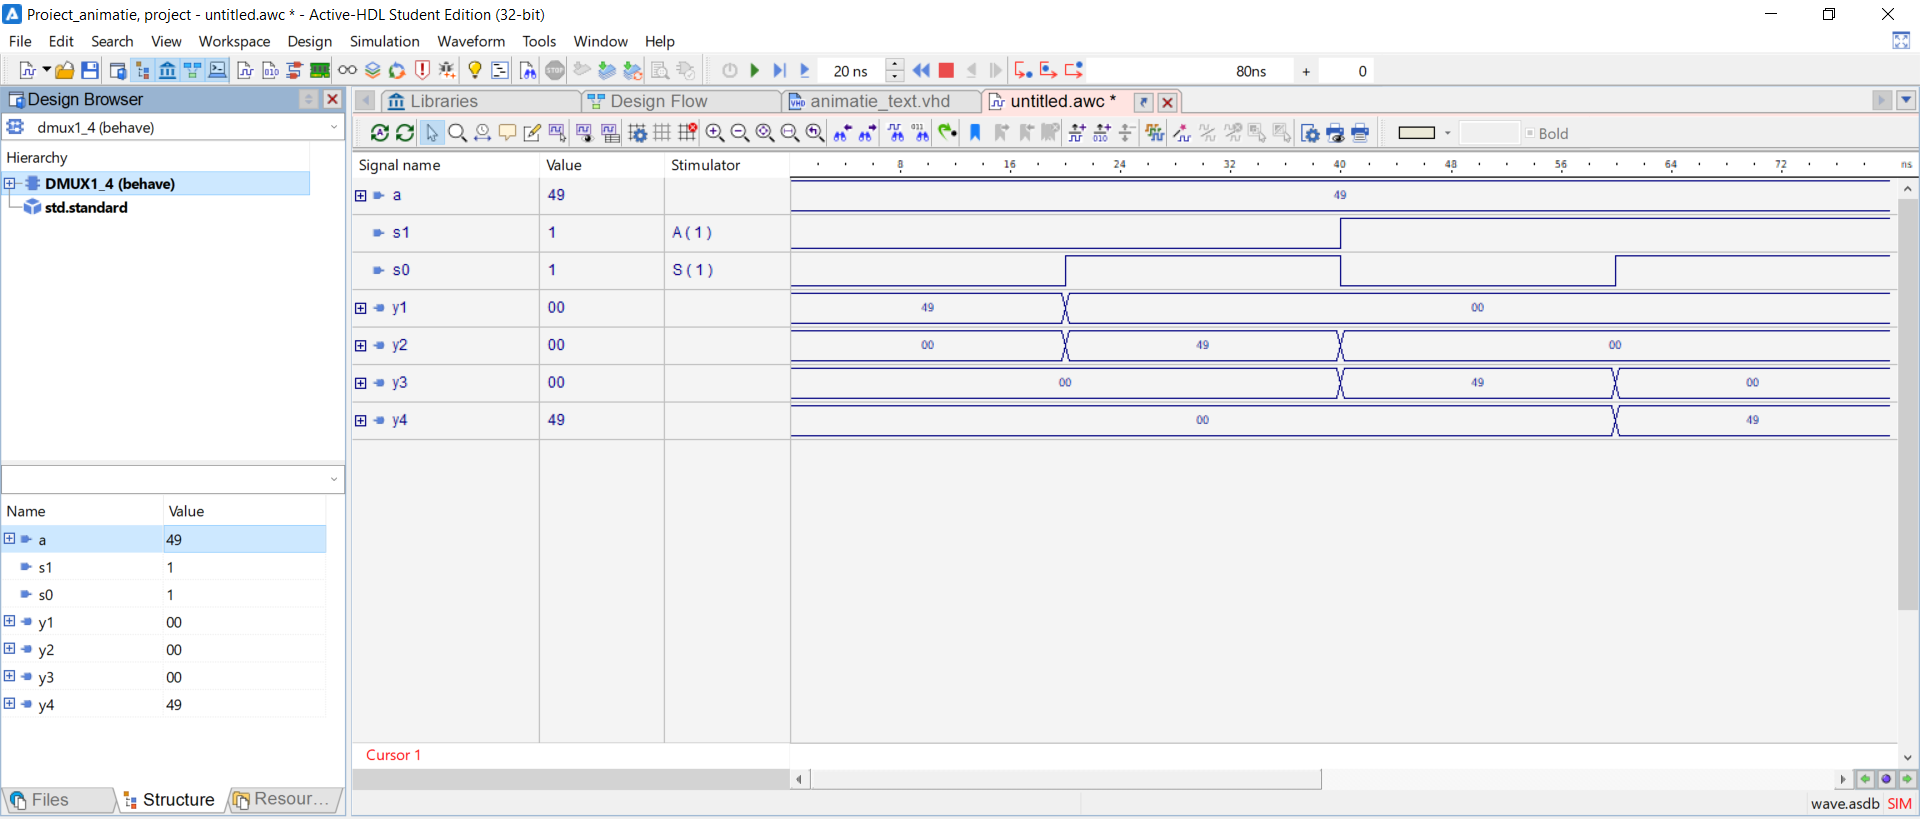 Proiect_animatie, project - untitled.awc * - Active-HDL Student Edition (32-bit)
File Edit Search View Workspace Design Simulation Waveform Tools Window Help
20 ns 80ns + 0
Design Browser
dmux1_4 (behave)
Hierarchy
DMUX1_4 (behave)
std.standard
Name Value
a 49
s1 1
s0 1
y1 00
y2 00
y3 00
y4 49
Files Structure Resour...
Libraries Design Flow animatie_text.vhd untitled.awc *
Bold
Signal name Value Stimulator 8 16 24 32 40 48 56 64 72 ns
a 49 49
s1 1 A ( 1 )
s0 1 S ( 1 )
y1 00 49 00
y2 00 00 49 00
y3 00 00 49 00
y4 49 00 49
Cursor 1
wave.asdb SIM